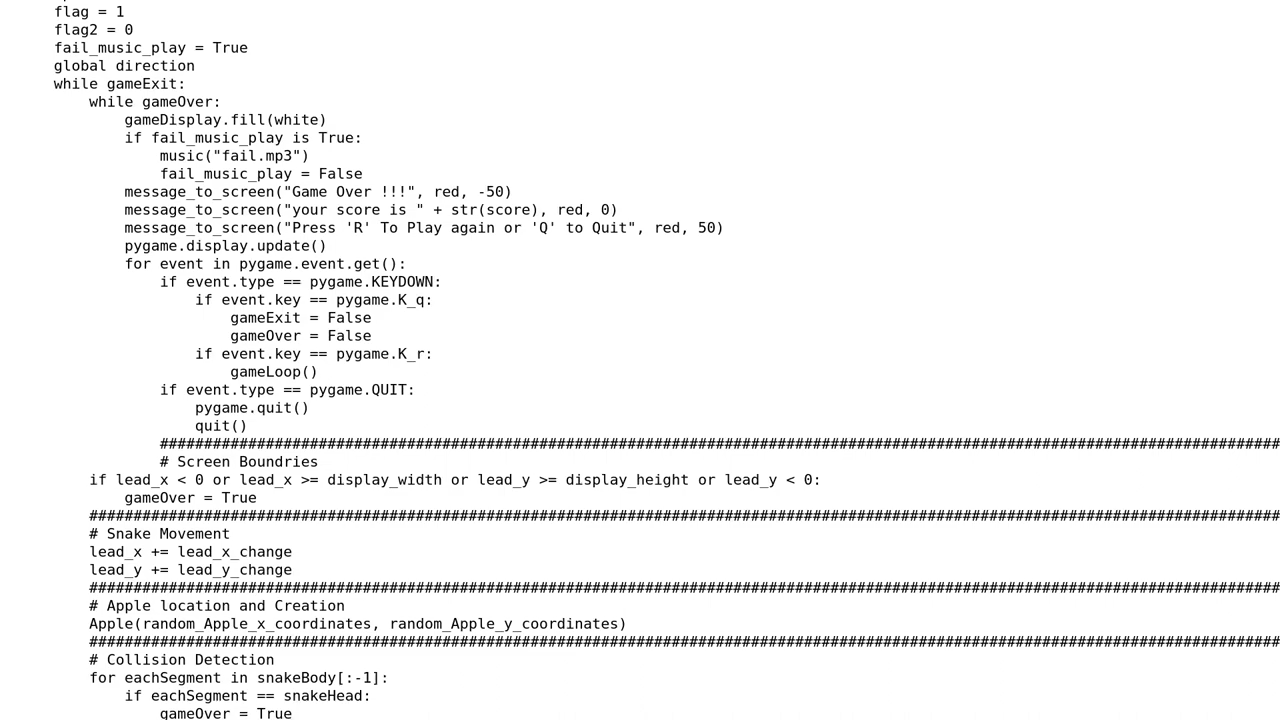 flag = 1
flag2 = 0
fail_music_play = True
global direction
while gameExit:
while gameOver:
gameDisplay.fill(white)
if fail_music_play is True:
music("fail.mp3")
fail_music_play = False
message_to_screen("Game Over !!!", red, -50)
message_to_screen("your score is " + str(score), red, 0)
message_to_screen("Press 'R' To Play again or 'Q' to Quit", red, 50)
pygame.display.update()
for event in pygame.event.get():
if event.type == pygame.KEYDOWN:
if event.key == pygame.K_q:
gameExit = False
gameOver = False
if event.key == pygame.K_r:
gameLoop()
if event.type == pygame.QUIT:
pygame.quit()
quit()
###############################################################################################################################
# Screen Boundries
if lead_x < 0 or lead_x >= display_width or lead_y >= display_height or lead_y < 0:
gameOver = True
#######################################################################################################################################
# Snake Movement
lead_x += lead_x_change
lead_y += lead_y_change
#######################################################################################################################################
# Apple location and Creation
Apple(random_Apple_x_coordinates, random_Apple_y_coordinates)
#######################################################################################################################################
# Collision Detection
for eachSegment in snakeBody[:-1]:
if eachSegment == snakeHead:
gameOver = True